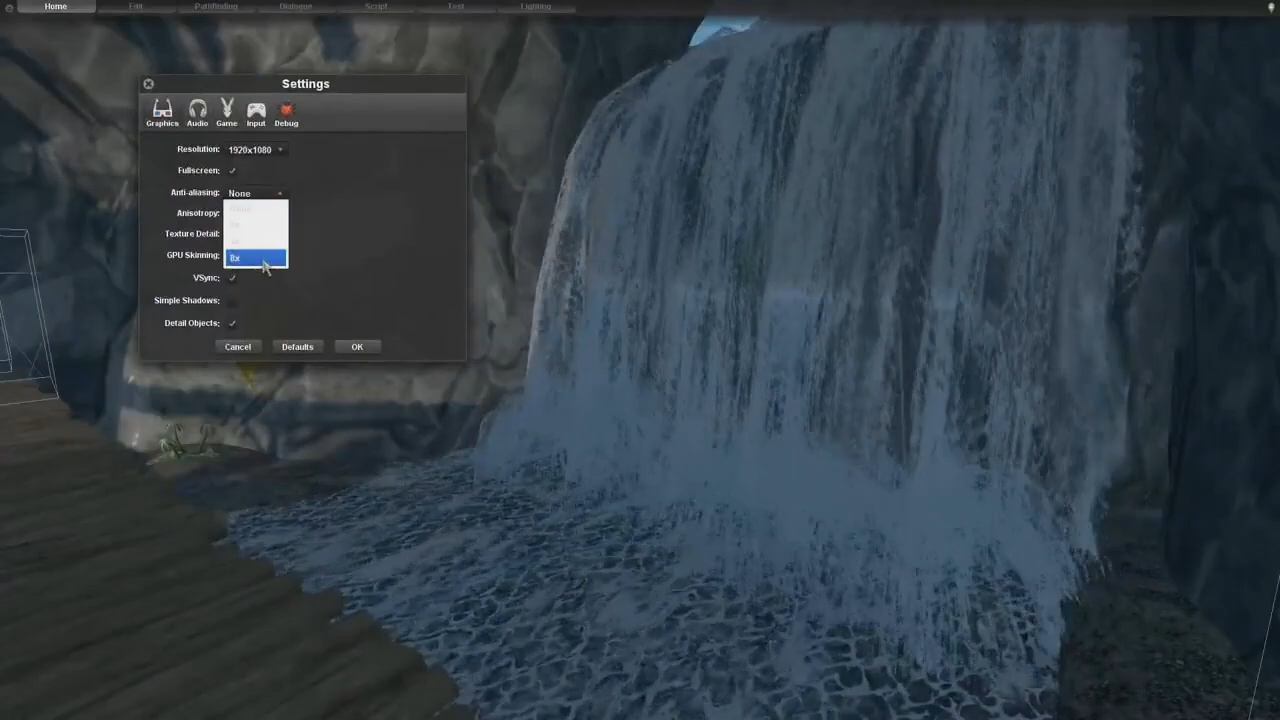 Home Edit Pathfinding Dialogue Script Test Lighting
Settings
Graphics Audio Game Input Debug
Resolution: 1920x1080
Fullscreen:
Anti-aliasing: None
Anisotropy:
Texture Detail:
GPU Skinning: 8x
VSync:
Simple Shadows:
Detail Objects:
Cancel Defaults OK